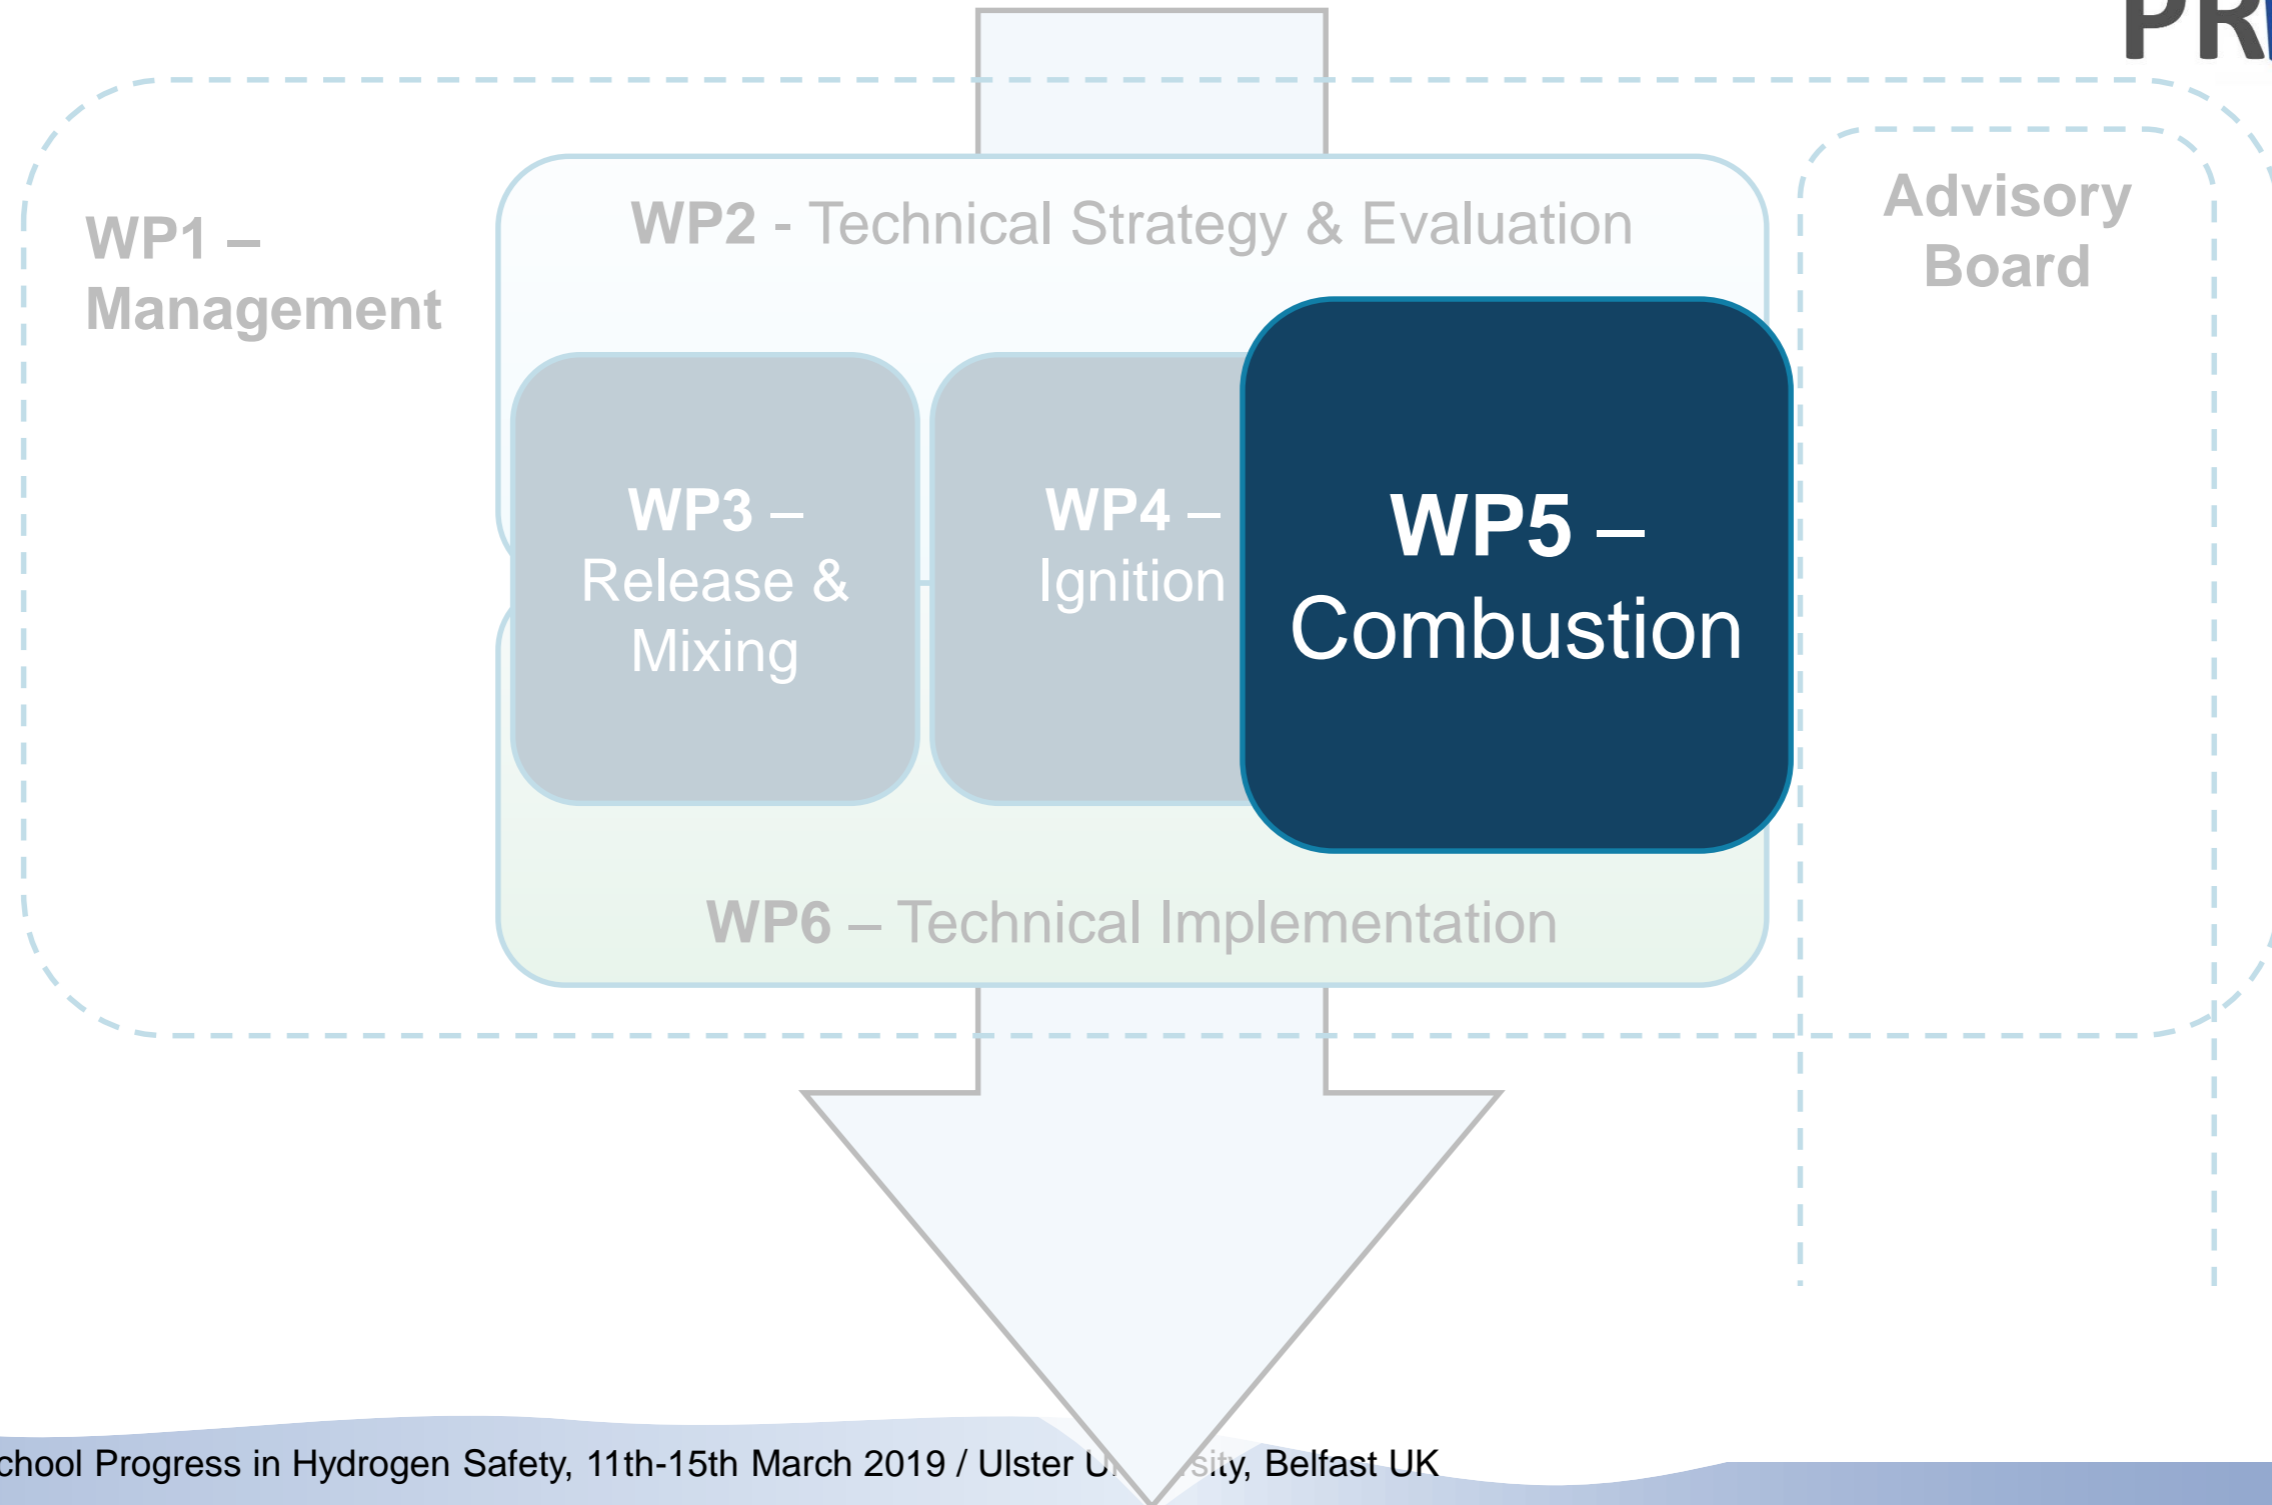 PR
WP1 –
Management
WP2 - Technical Strategy & Evaluation
Advisory
Board
WP3 –
Release &
Mixing
WP4 –
Ignition
WP5 –
Combustion
WP6 – Technical Implementation
chool Progress in Hydrogen Safety, 11th-15th March 2019 / Ulster U sity, Belfast UK